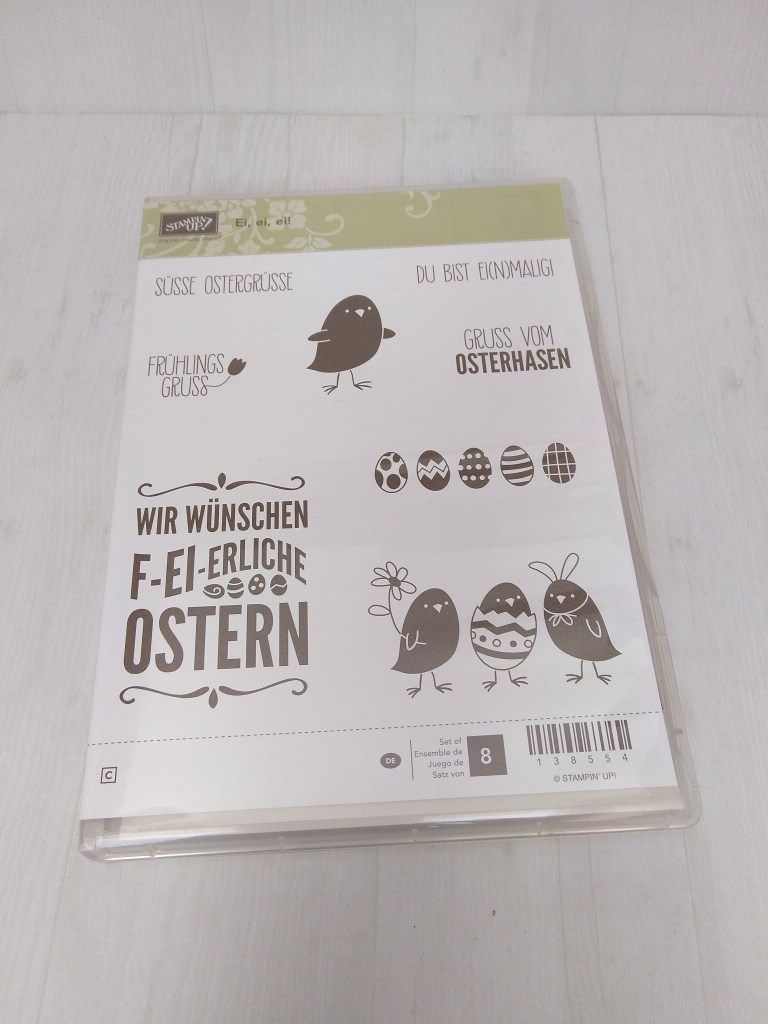 STAMPIN' UP!
Ei, ei, ei!
SÜSSE OSTERGRÜSSE
DU BIST EI(N)MALIG!
FRÜHLINGS
GRUSS
GRUSS VOM
OSTERHASEN
WIR WÜNSCHEN
F-EI-ERLICHE
OSTERN
C
DE
Set of
Ensemble de
Juego de
Satz von
8
138554
© STAMPIN' UP!